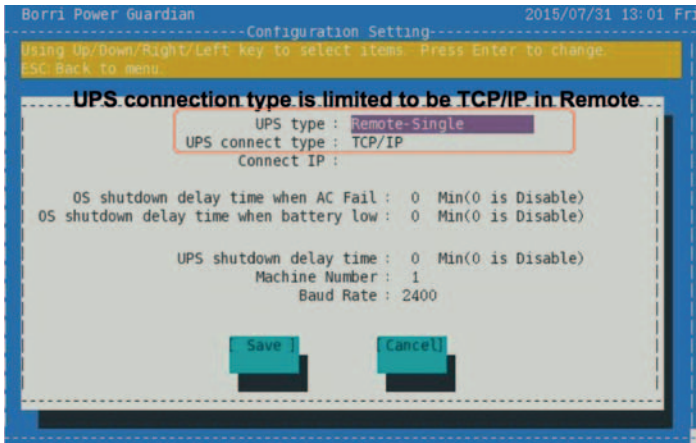 Borri Power Guardian 2015/07/31 13:01 Fri
Configuration Setting
Using Up/Down/Right/Left key to select items. Press Enter to change.
ESC:Back to menu.
UPS connection type is limited to be TCP/IP in Remote
UPS type : Remote-Single
UPS connect type : TCP/IP
Connect IP :
OS shutdown delay time when AC Fail : 0 Min(0 is Disable)
OS shutdown delay time when battery low : 0 Min(0 is Disable)
UPS shutdown delay time : 0 Min(0 is Disable)
Machine Number : 1
Baud Rate : 2400
[ Save ] [Cancel]